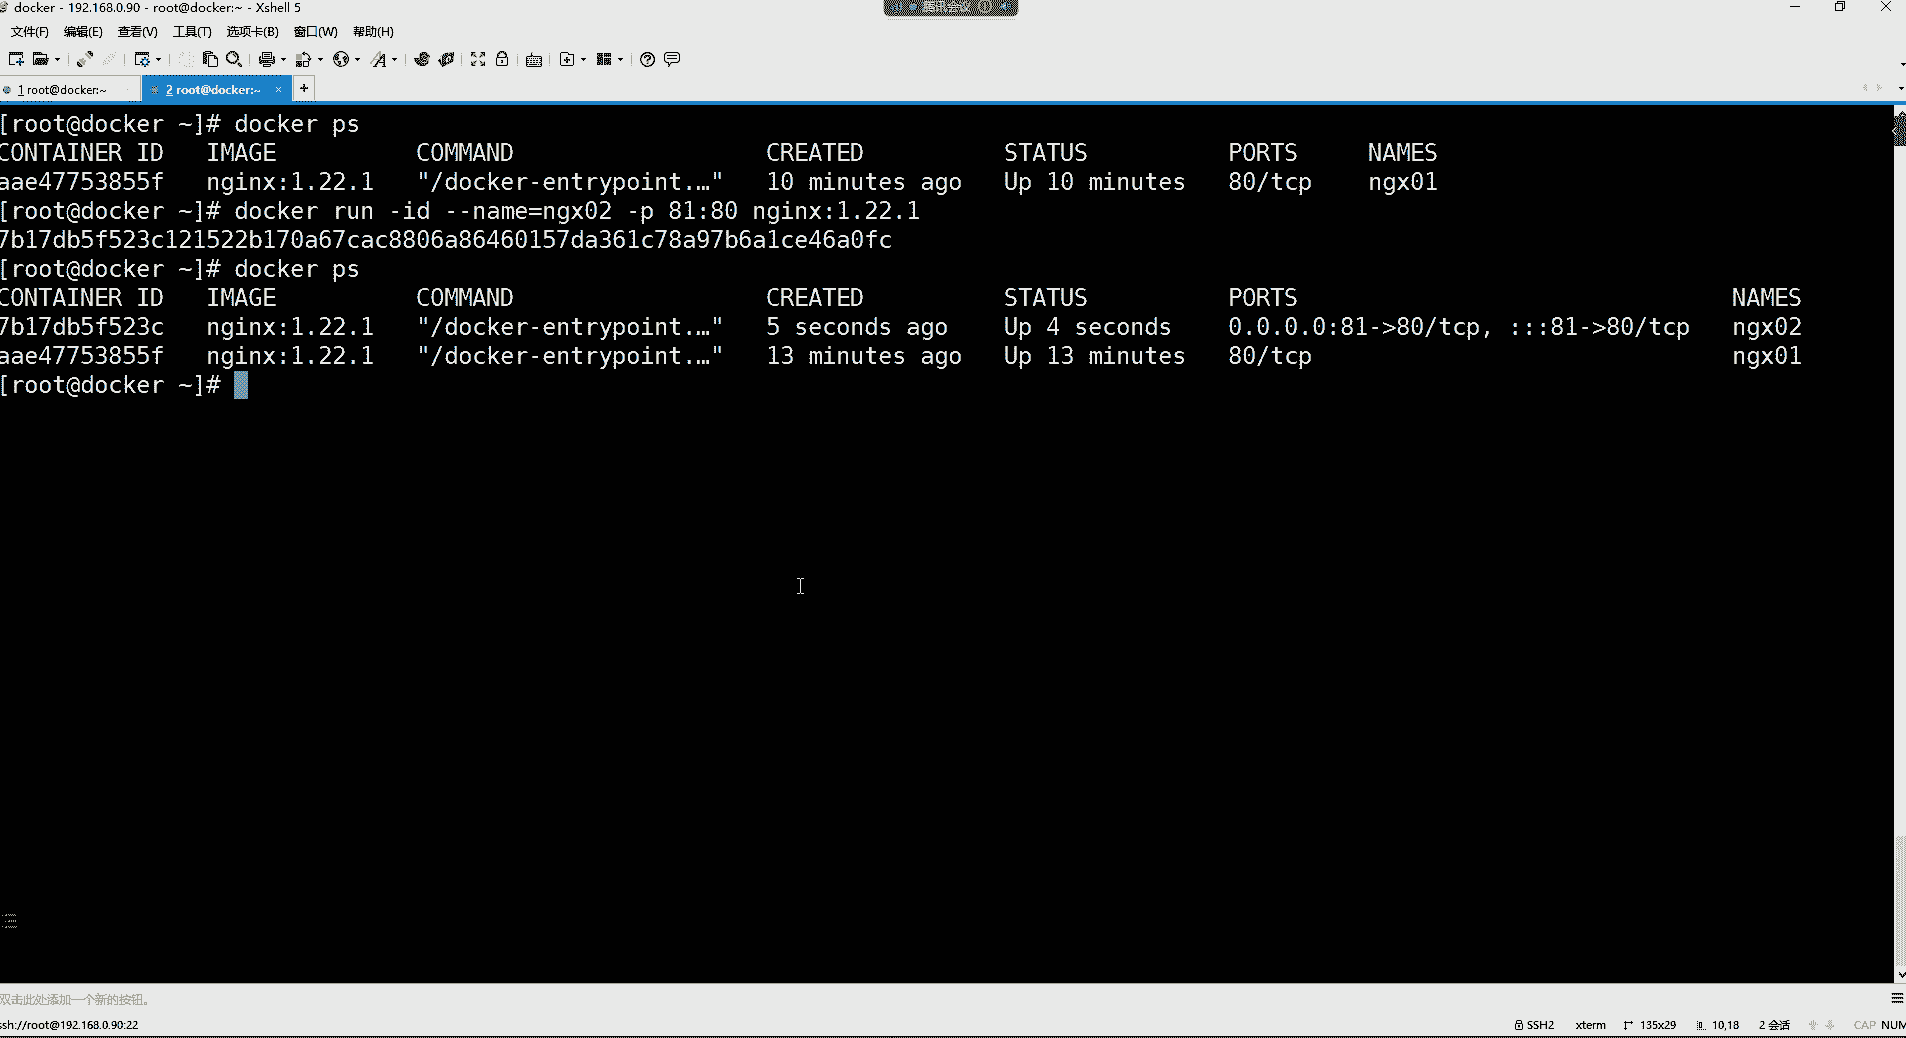 docker - 192.168.0.90 - root@docker:~ - Xshell 5
腾讯会议
文件(F) 编辑(E) 查看(V) 工具(T) 选项卡(B) 窗口(W) 帮助(H)
1 root@docker:~ 2 root@docker:~ × +
[root@docker ~]# docker ps
CONTAINER ID IMAGE COMMAND CREATED STATUS PORTS NAMES
aae47753855f nginx:1.22.1 "/docker-entrypoint.…" 10 minutes ago Up 10 minutes 80/tcp ngx01
[root@docker ~]# docker run -id --name=ngx02 -p 81:80 nginx:1.22.1
7b17db5f523c121522b170a67cac8806a86460157da361c78a97b6a1ce46a0fc
[root@docker ~]# docker ps
CONTAINER ID IMAGE COMMAND CREATED STATUS PORTS NAMES
7b17db5f523c nginx:1.22.1 "/docker-entrypoint.…" 5 seconds ago Up 4 seconds 0.0.0.0:81->80/tcp, :::81->80/tcp ngx02
aae47753855f nginx:1.22.1 "/docker-entrypoint.…" 13 minutes ago Up 13 minutes 80/tcp ngx01
[root@docker ~]#
双击此处添加一个新的按钮。
ssh://root@192.168.0.90:22 SSH2 xterm 135x29 10,18 2 会话 CAP NUM